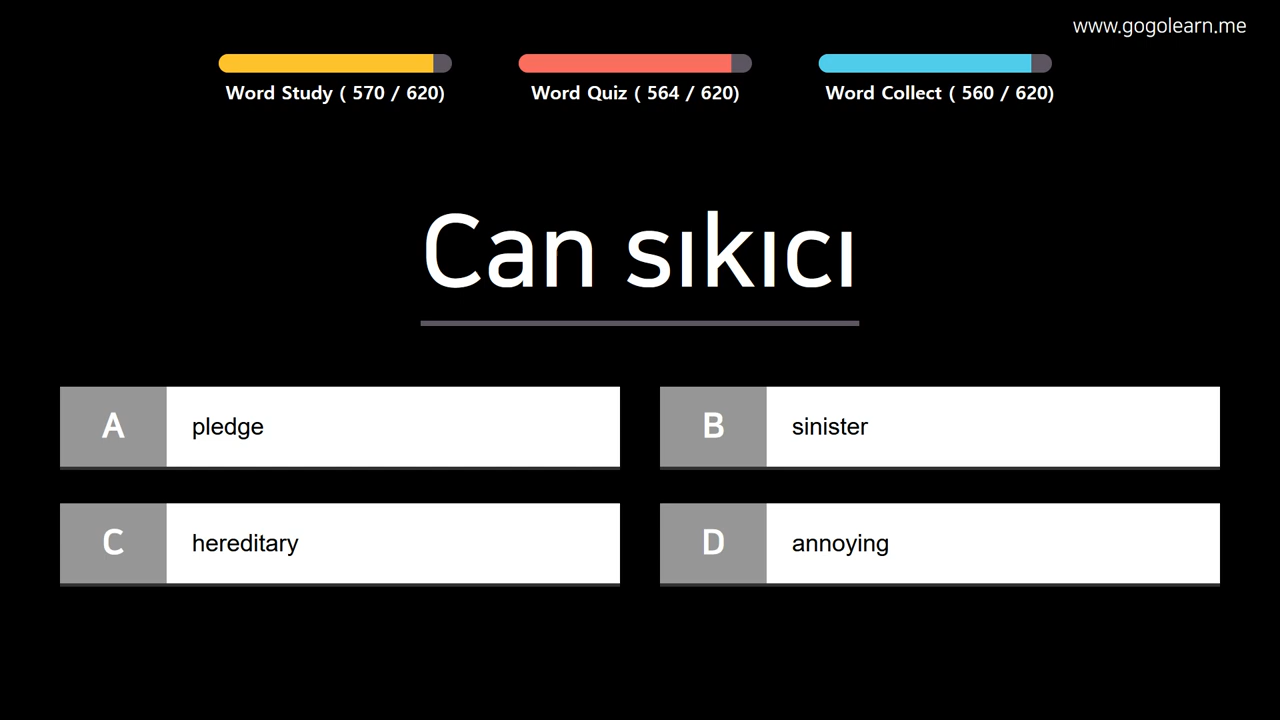 www.gogolearn.me
Word Study ( 570 / 620)
Word Quiz ( 564 / 620)
Word Collect ( 560 / 620)
Can sıkıcı
A pledge
B sinister
C hereditary
D annoying